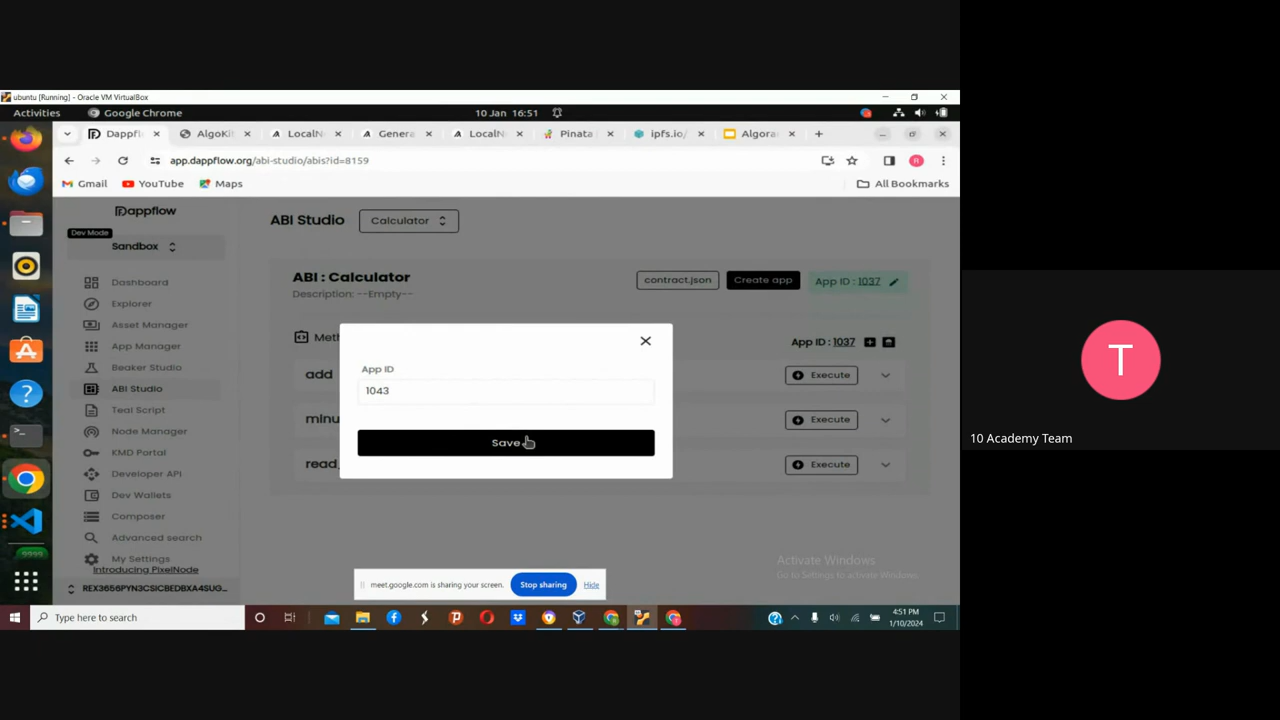 ubuntu [Running] - Oracle VM VirtualBox
Activities
Google Chrome
10 Jan 16:51
Dappfl
AlgoKit
LocalN
Genera
LocalN
Pinata
ipfs.io/
Algora
app.dappflow.org/abi-studio/abis?id=8159
Gmail
YouTube
Maps
All Bookmarks
Dappflow
Dev Mode
Sandbox
Dashboard
Explorer
Asset Manager
App Manager
Beaker Studio
ABI Studio
Teal Script
Node Manager
KMD Portal
Developer API
Dev Wallets
Composer
Advanced search
My Settings
Introducing PixelNode
REX3656PYN3CSICBEDBXA4SUG...
ABI Studio
Calculator
ABI : Calculator
Description: --Empty--
contract.json
Create app
App ID : 1037
Meth
App ID : 1037
add
Execute
minu
Execute
read_
Execute
App ID
1043
Save
Activate Windows
Go to Settings to activate Windows.
meet.google.com is sharing your screen.
Stop sharing
Hide
Type here to search
4:51 PM
1/10/2024
T
10 Academy Team